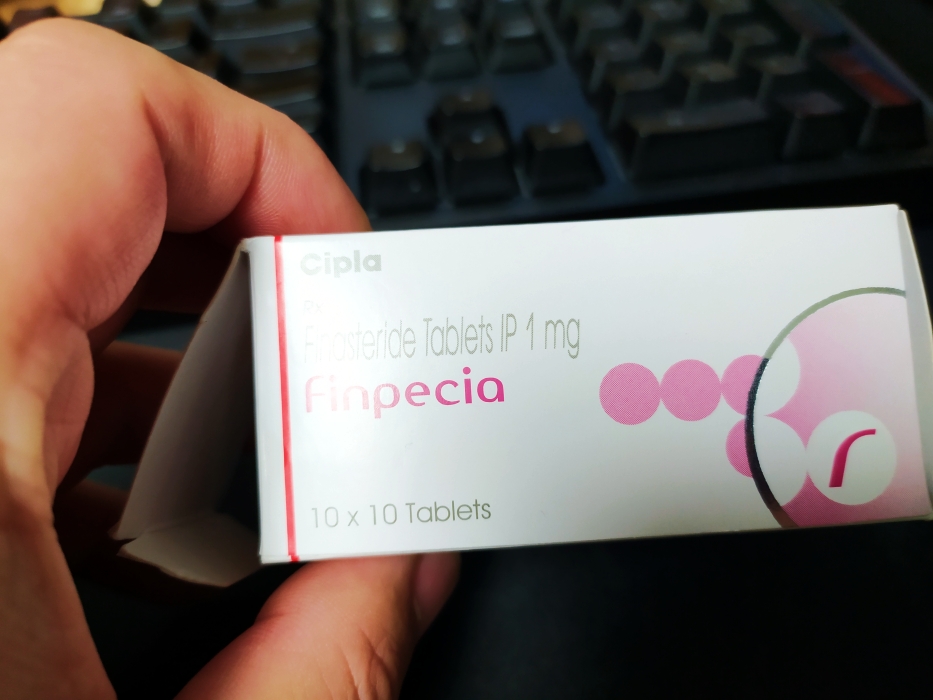 Cipla
Rx
Finasteride Tablets IP 1 mg
Finpecia
10 x 10 Tablets